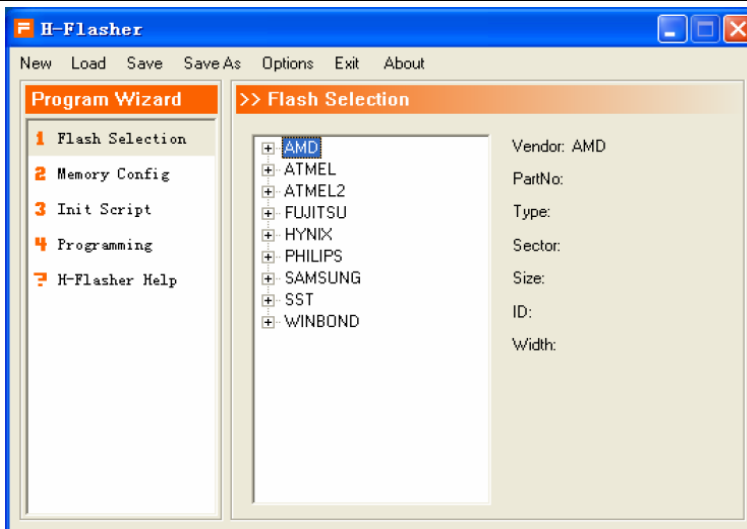 H-Flasher
New Load Save Save As Options Exit About
Program Wizard
1 Flash Selection
2 Memory Config
3 Init Script
4 Programming
? H-Flasher Help
>> Flash Selection
AMD
ATMEL
ATMEL2
FUJITSU
HYNIX
PHILIPS
SAMSUNG
SST
WINBOND
Vendor: AMD
PartNo:
Type:
Sector:
Size:
ID:
Width: